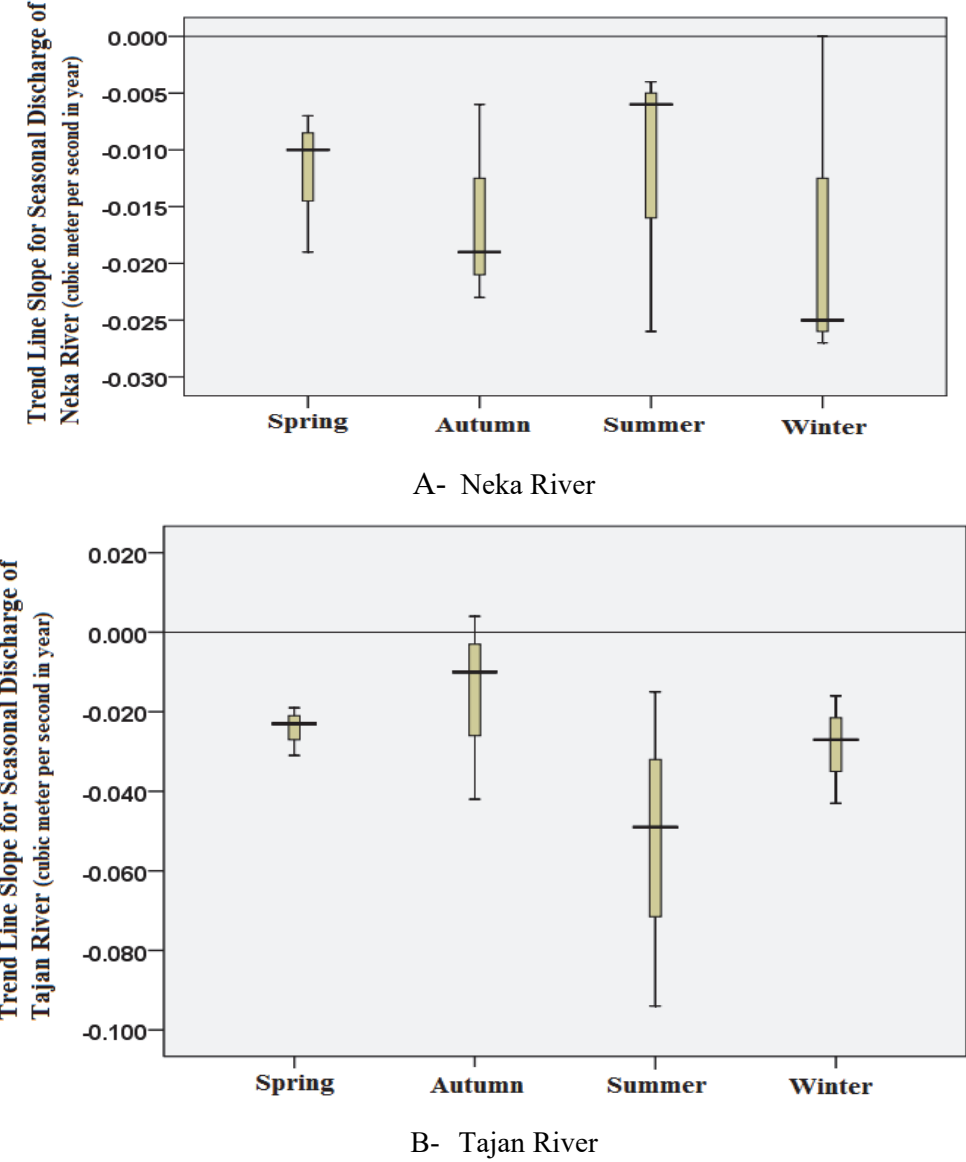 Trend Line Slope for Seasonal Discharge of
Neka River (cubic meter per second in year)
0.000
-0.005
-0.010
-0.015
-0.020
-0.025
-0.030
Spring Autumn Summer Winter
A- Neka River
Trend Line Slope for Seasonal Discharge of
Tajan River (cubic meter per second in year)
0.020
0.000
-0.020
-0.040
-0.060
-0.080
-0.100
Spring Autumn Summer Winter
B- Tajan River